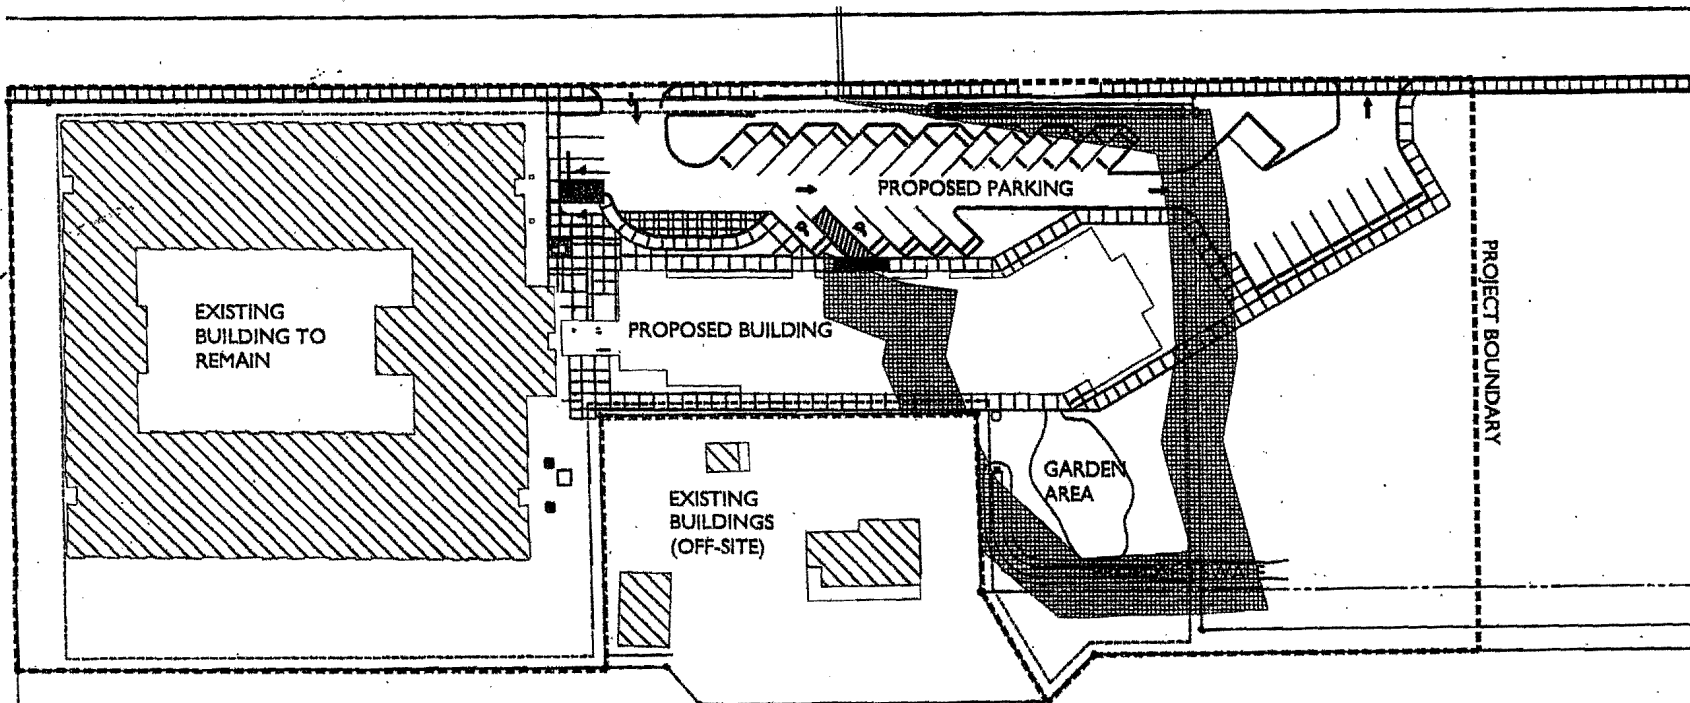 PROPOSED PARKING
PROJECT BOUNDARY
EXISTING
BUILDING TO
REMAIN
PROPOSED BUILDING
GARDEN
AREA
EXISTING
BUILDINGS
(OFF-SITE)